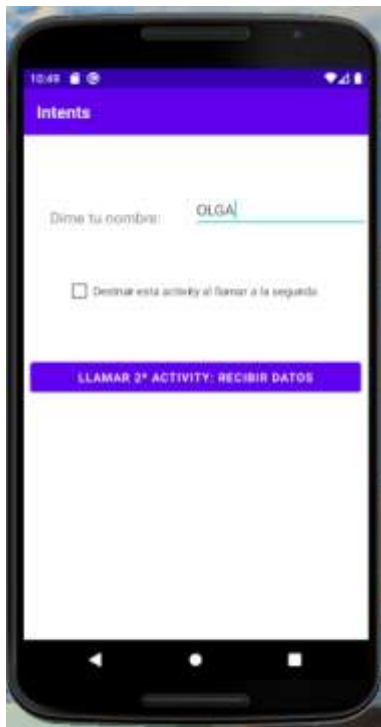 10:49
Intents
Dime tu nombre:
OLGA
Destruir esta activity al llamar a la segunda
LLAMAR 2ª ACTIVITY: RECIBIR DATOS